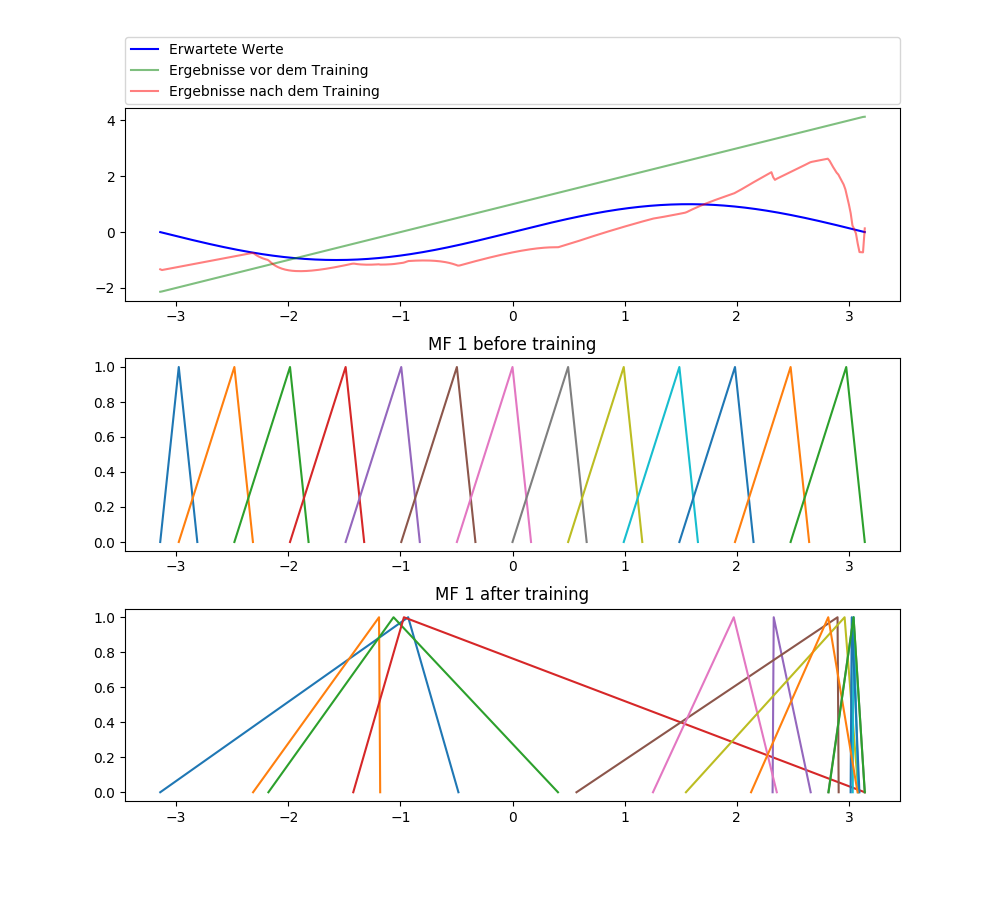 Erwartete Werte
Ergebnisse vor dem Training
Ergebnisse nach dem Training
4
2
0
−2
−3 −2 −1 0 1 2 3
MF 1 before training
1.0
0.8
0.6
0.4
0.2
0.0
−3 −2 −1 0 1 2 3
MF 1 after training
1.0
0.8
0.6
0.4
0.2
0.0
−3 −2 −1 0 1 2 3